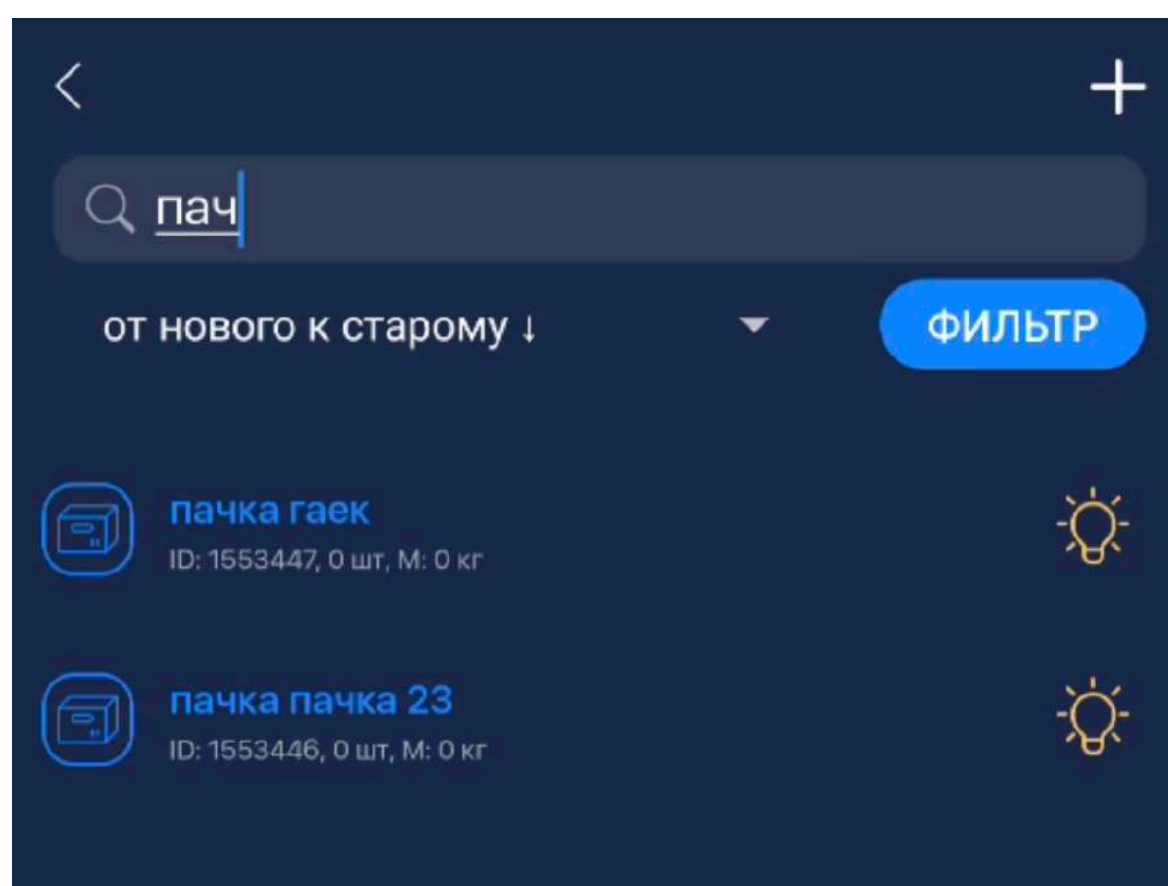 пач
от нового к старому ↓
ФИЛЬТР
пачка гаек
ID: 1553447, 0 шт, М: 0 кг
пачка пачка 23
ID: 1553446, 0 шт, М: 0 кг